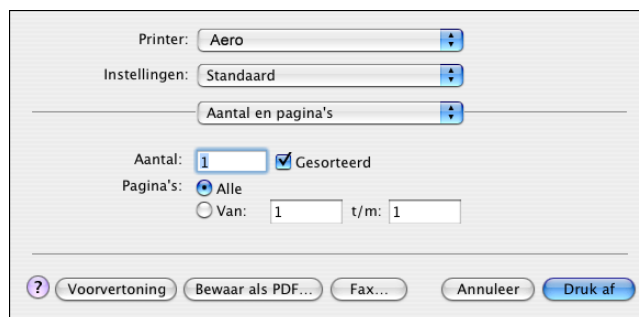 Printer: Aero
Instellingen: Standaard
Aantal en pagina's
Aantal: 1 Gesorteerd
Pagina's: Alle
Van: 1 t/m: 1
? Voorvertoning Bewaar als PDF... Fax... Annuleer Druk af